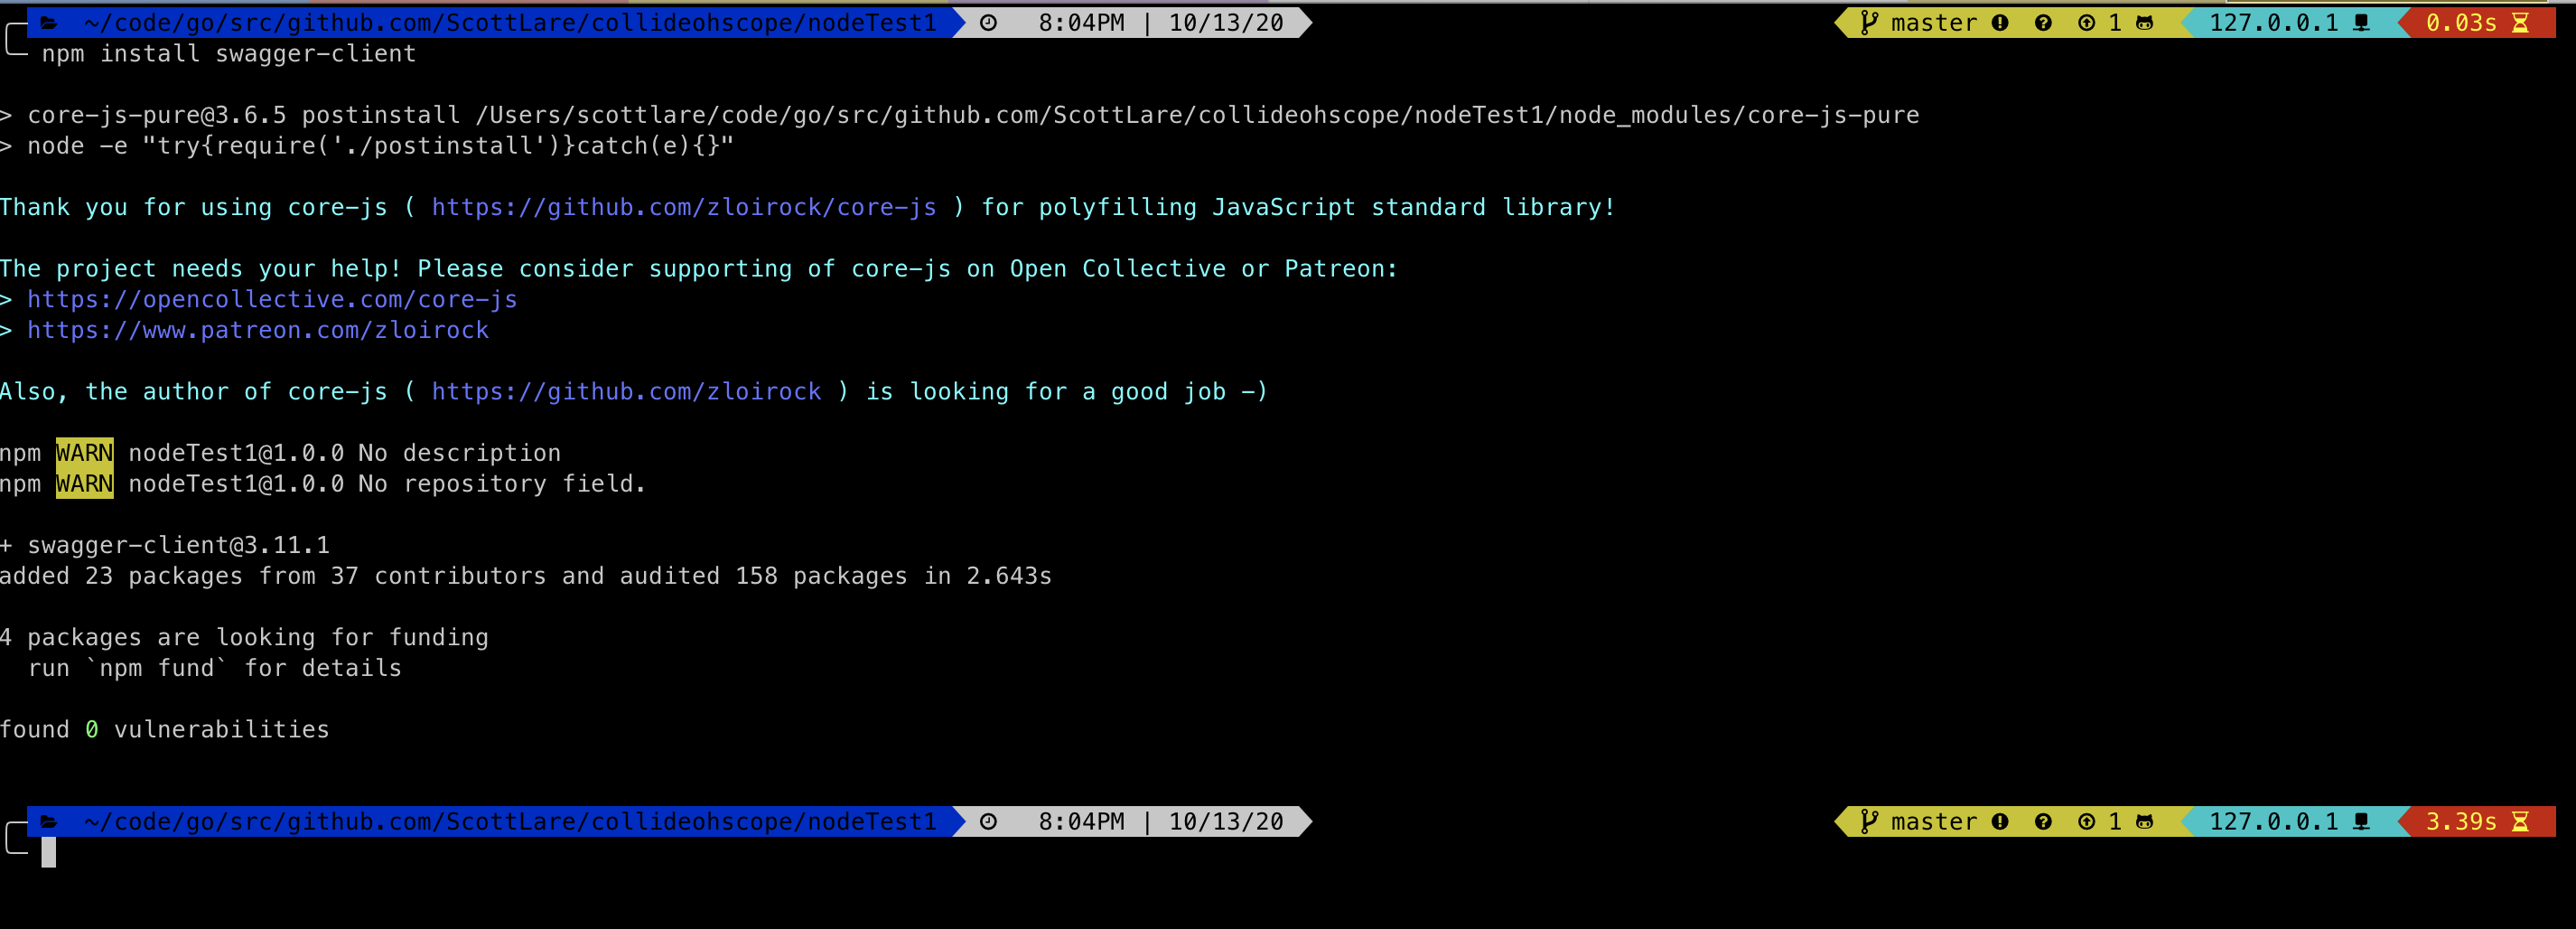 ~/code/go/src/github.com/ScottLare/collideohscope/nodeTest1 8:04PM | 10/13/20 master 1 127.0.0.1 0.03s
npm install swagger-client
> core-js-pure@3.6.5 postinstall /Users/scottlare/code/go/src/github.com/ScottLare/collideohscope/nodeTest1/node_modules/core-js-pure
> node -e "try{require('./postinstall')}catch(e){}"
Thank you for using core-js ( https://github.com/zloirock/core-js ) for polyfilling JavaScript standard library!
The project needs your help! Please consider supporting of core-js on Open Collective or Patreon:
> https://opencollective.com/core-js
> https://www.patreon.com/zloirock
Also, the author of core-js ( https://github.com/zloirock ) is looking for a good job -)
npm WARN nodeTest1@1.0.0 No description
npm WARN nodeTest1@1.0.0 No repository field.
+ swagger-client@3.11.1
added 23 packages from 37 contributors and audited 158 packages in 2.643s
4 packages are looking for funding
run `npm fund` for details
found 0 vulnerabilities
~/code/go/src/github.com/ScottLare/collideohscope/nodeTest1 8:04PM | 10/13/20 master 1 127.0.0.1 3.39s